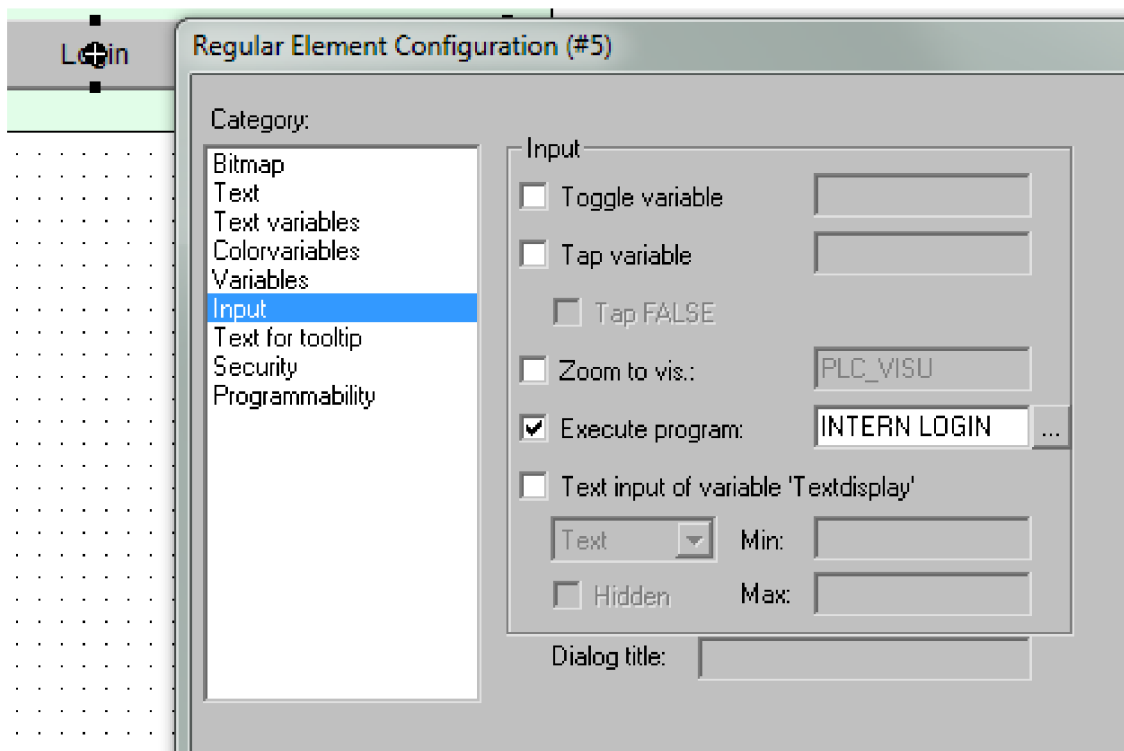 Login
Regular Element Configuration (#5)
Category:
Bitmap
Text
Text variables
Colorvariables
Variables
Input
Text for tooltip
Security
Programmability
Input
Toggle variable
Tap variable
Tap FALSE
Zoom to vis.: PLC_VISU
Execute program: INTERN LOGIN ...
Text input of variable 'Textdisplay'
Text Min:
Hidden Max:
Dialog title: